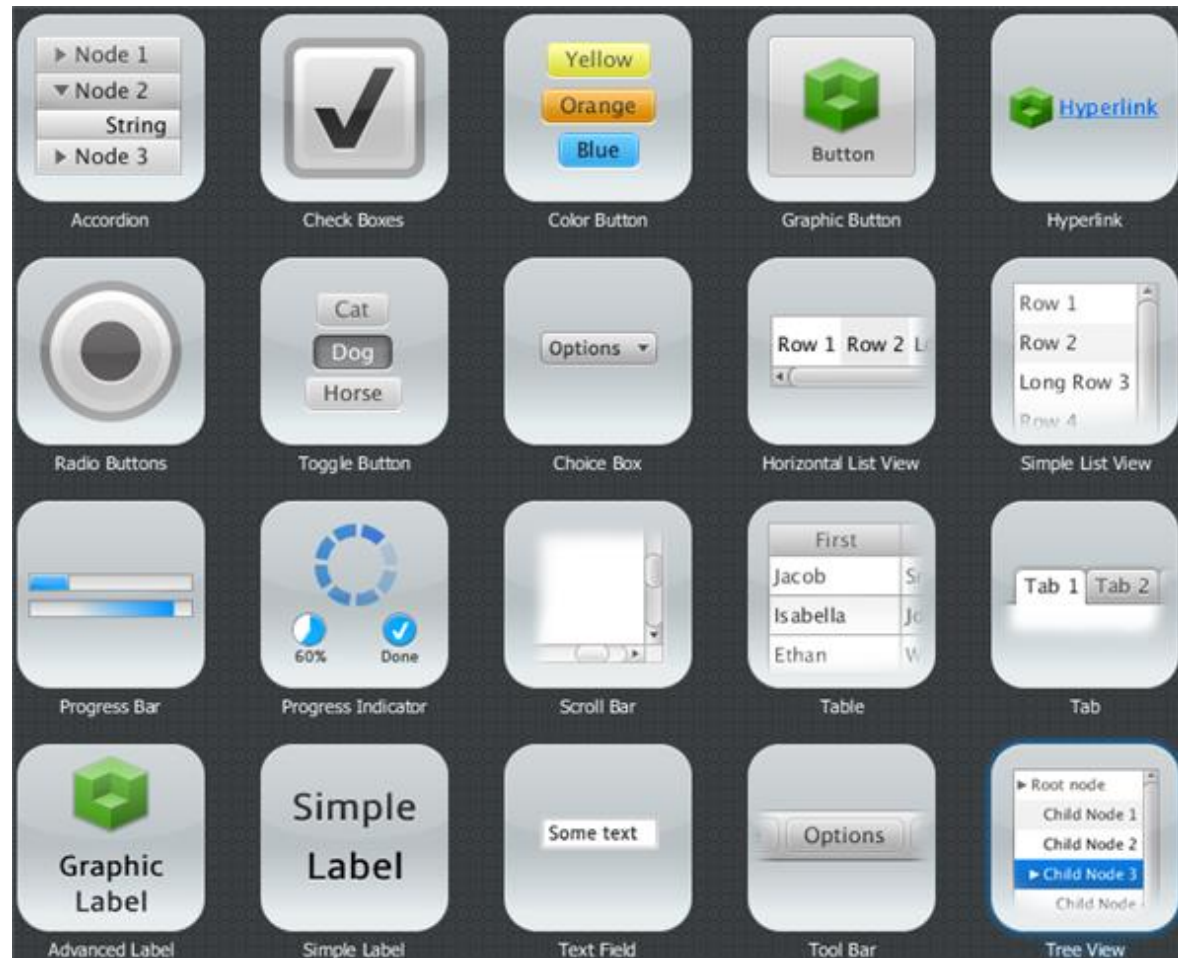 Node 1
Node 2
String
Node 3
Accordion
Check Boxes
Yellow
Orange
Blue
Color Button
Button
Graphic Button
Hyperlink
Hyperlink
Radio Buttons
Cat
Dog
Horse
Toggle Button
Options
Choice Box
Row 1 Row 2
Horizontal List View
Row 1
Row 2
Long Row 3
Row 4
Simple List View
Progress Bar
60% Done
Progress Indicator
Scroll Bar
First
Jacob
Isabella
Ethan
Table
Tab 1 Tab 2
Tab
Graphic
Label
Advanced Label
Simple
Label
Simple Label
Some text
Text Field
Options
Tool Bar
Root node
Child Node 1
Child Node 2
Child Node 3
Child Node
Tree View